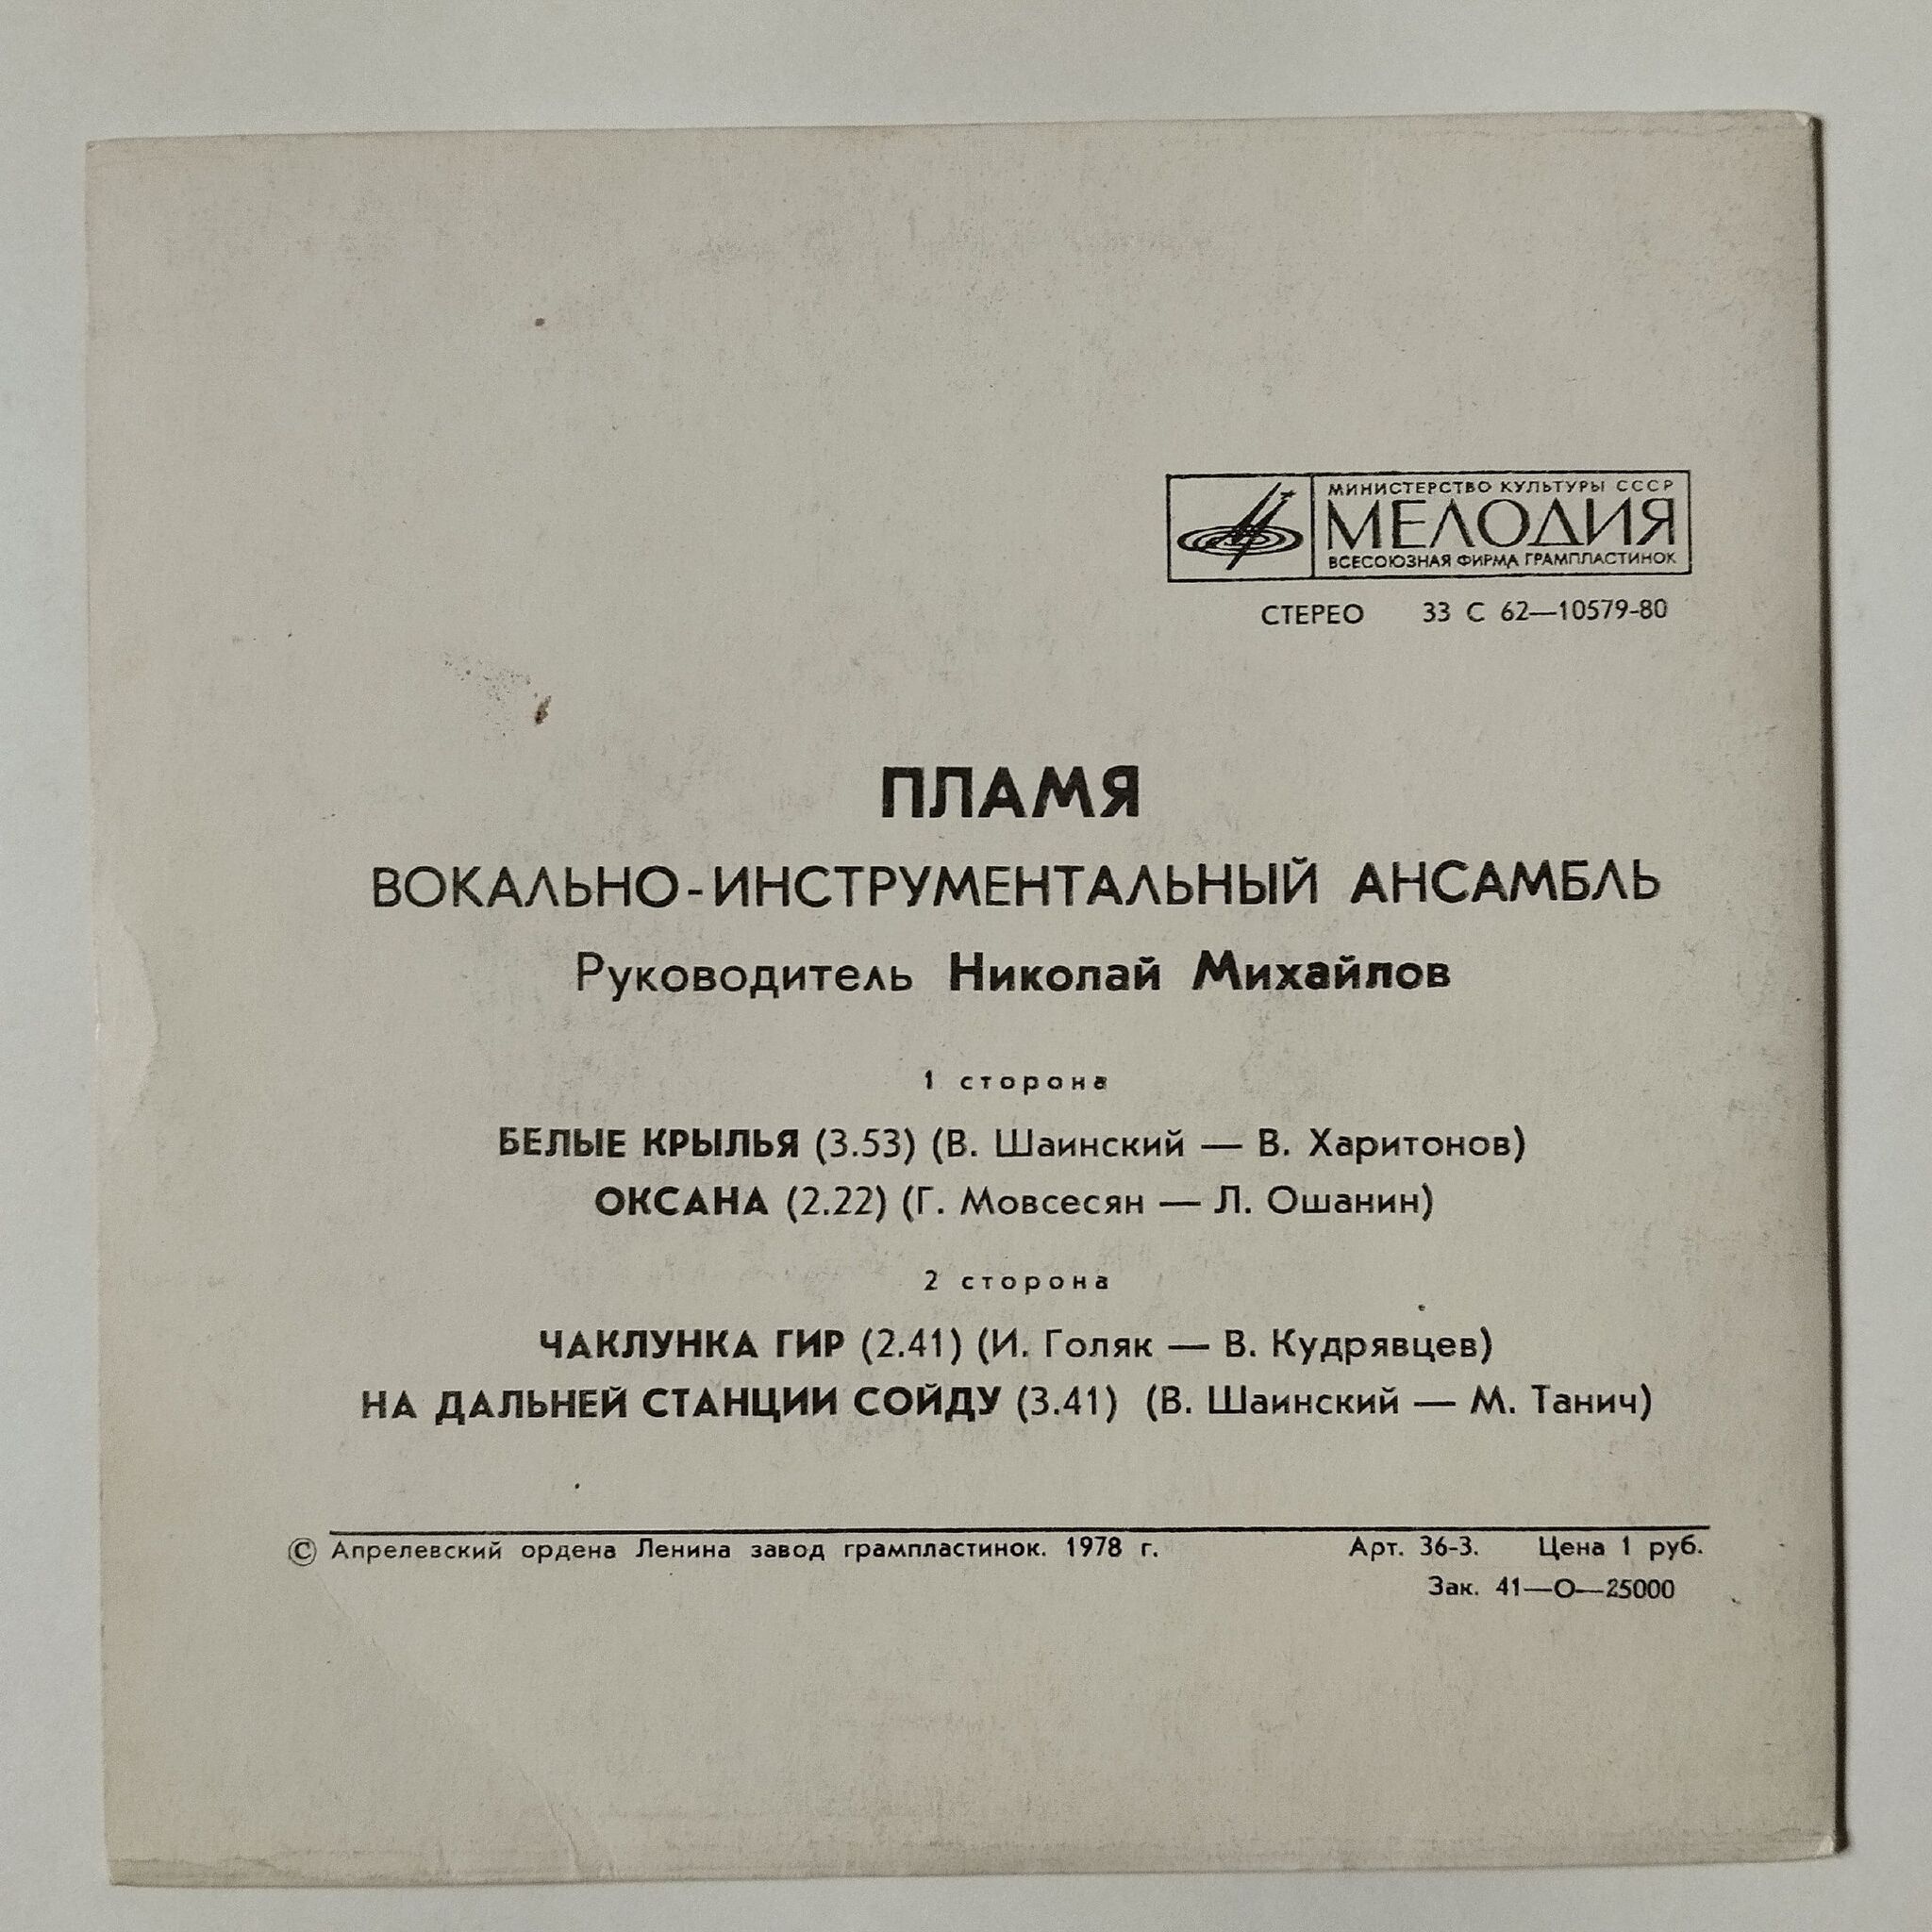 МИНИСТЕРСТВО КУЛЬТУРЫ СССР
МЕЛОДИЯ
ВСЕСОЮЗНАЯ ФИРМА ГРАМПЛАСТИНОК
СТЕРЕО 33 С 62—10579-80
ПЛАМЯ
ВОКАЛЬНО-ИНСТРУМЕНТАЛЬНЫЙ АНСАМБЛЬ
Руководитель Николай Михайлов
1 сторона
БЕЛЫЕ КРЫЛЬЯ (3.53) (В. Шаинский — В. Харитонов)
ОКСАНА (2.22) (Г. Мовсесян — Л. Ошанин)
2 сторона
ЧАКЛУНКА ГИР (2.41) (И. Голяк — В. Кудрявцев)
НА ДАЛЬНЕЙ СТАНЦИИ СОЙДУ (3.41) (В. Шаинский — М. Танич)
© Апрелевский ордена Ленина завод грампластинок. 1978 г. Арт. 36-3. Цена 1 руб.
Зак. 41—О—25000